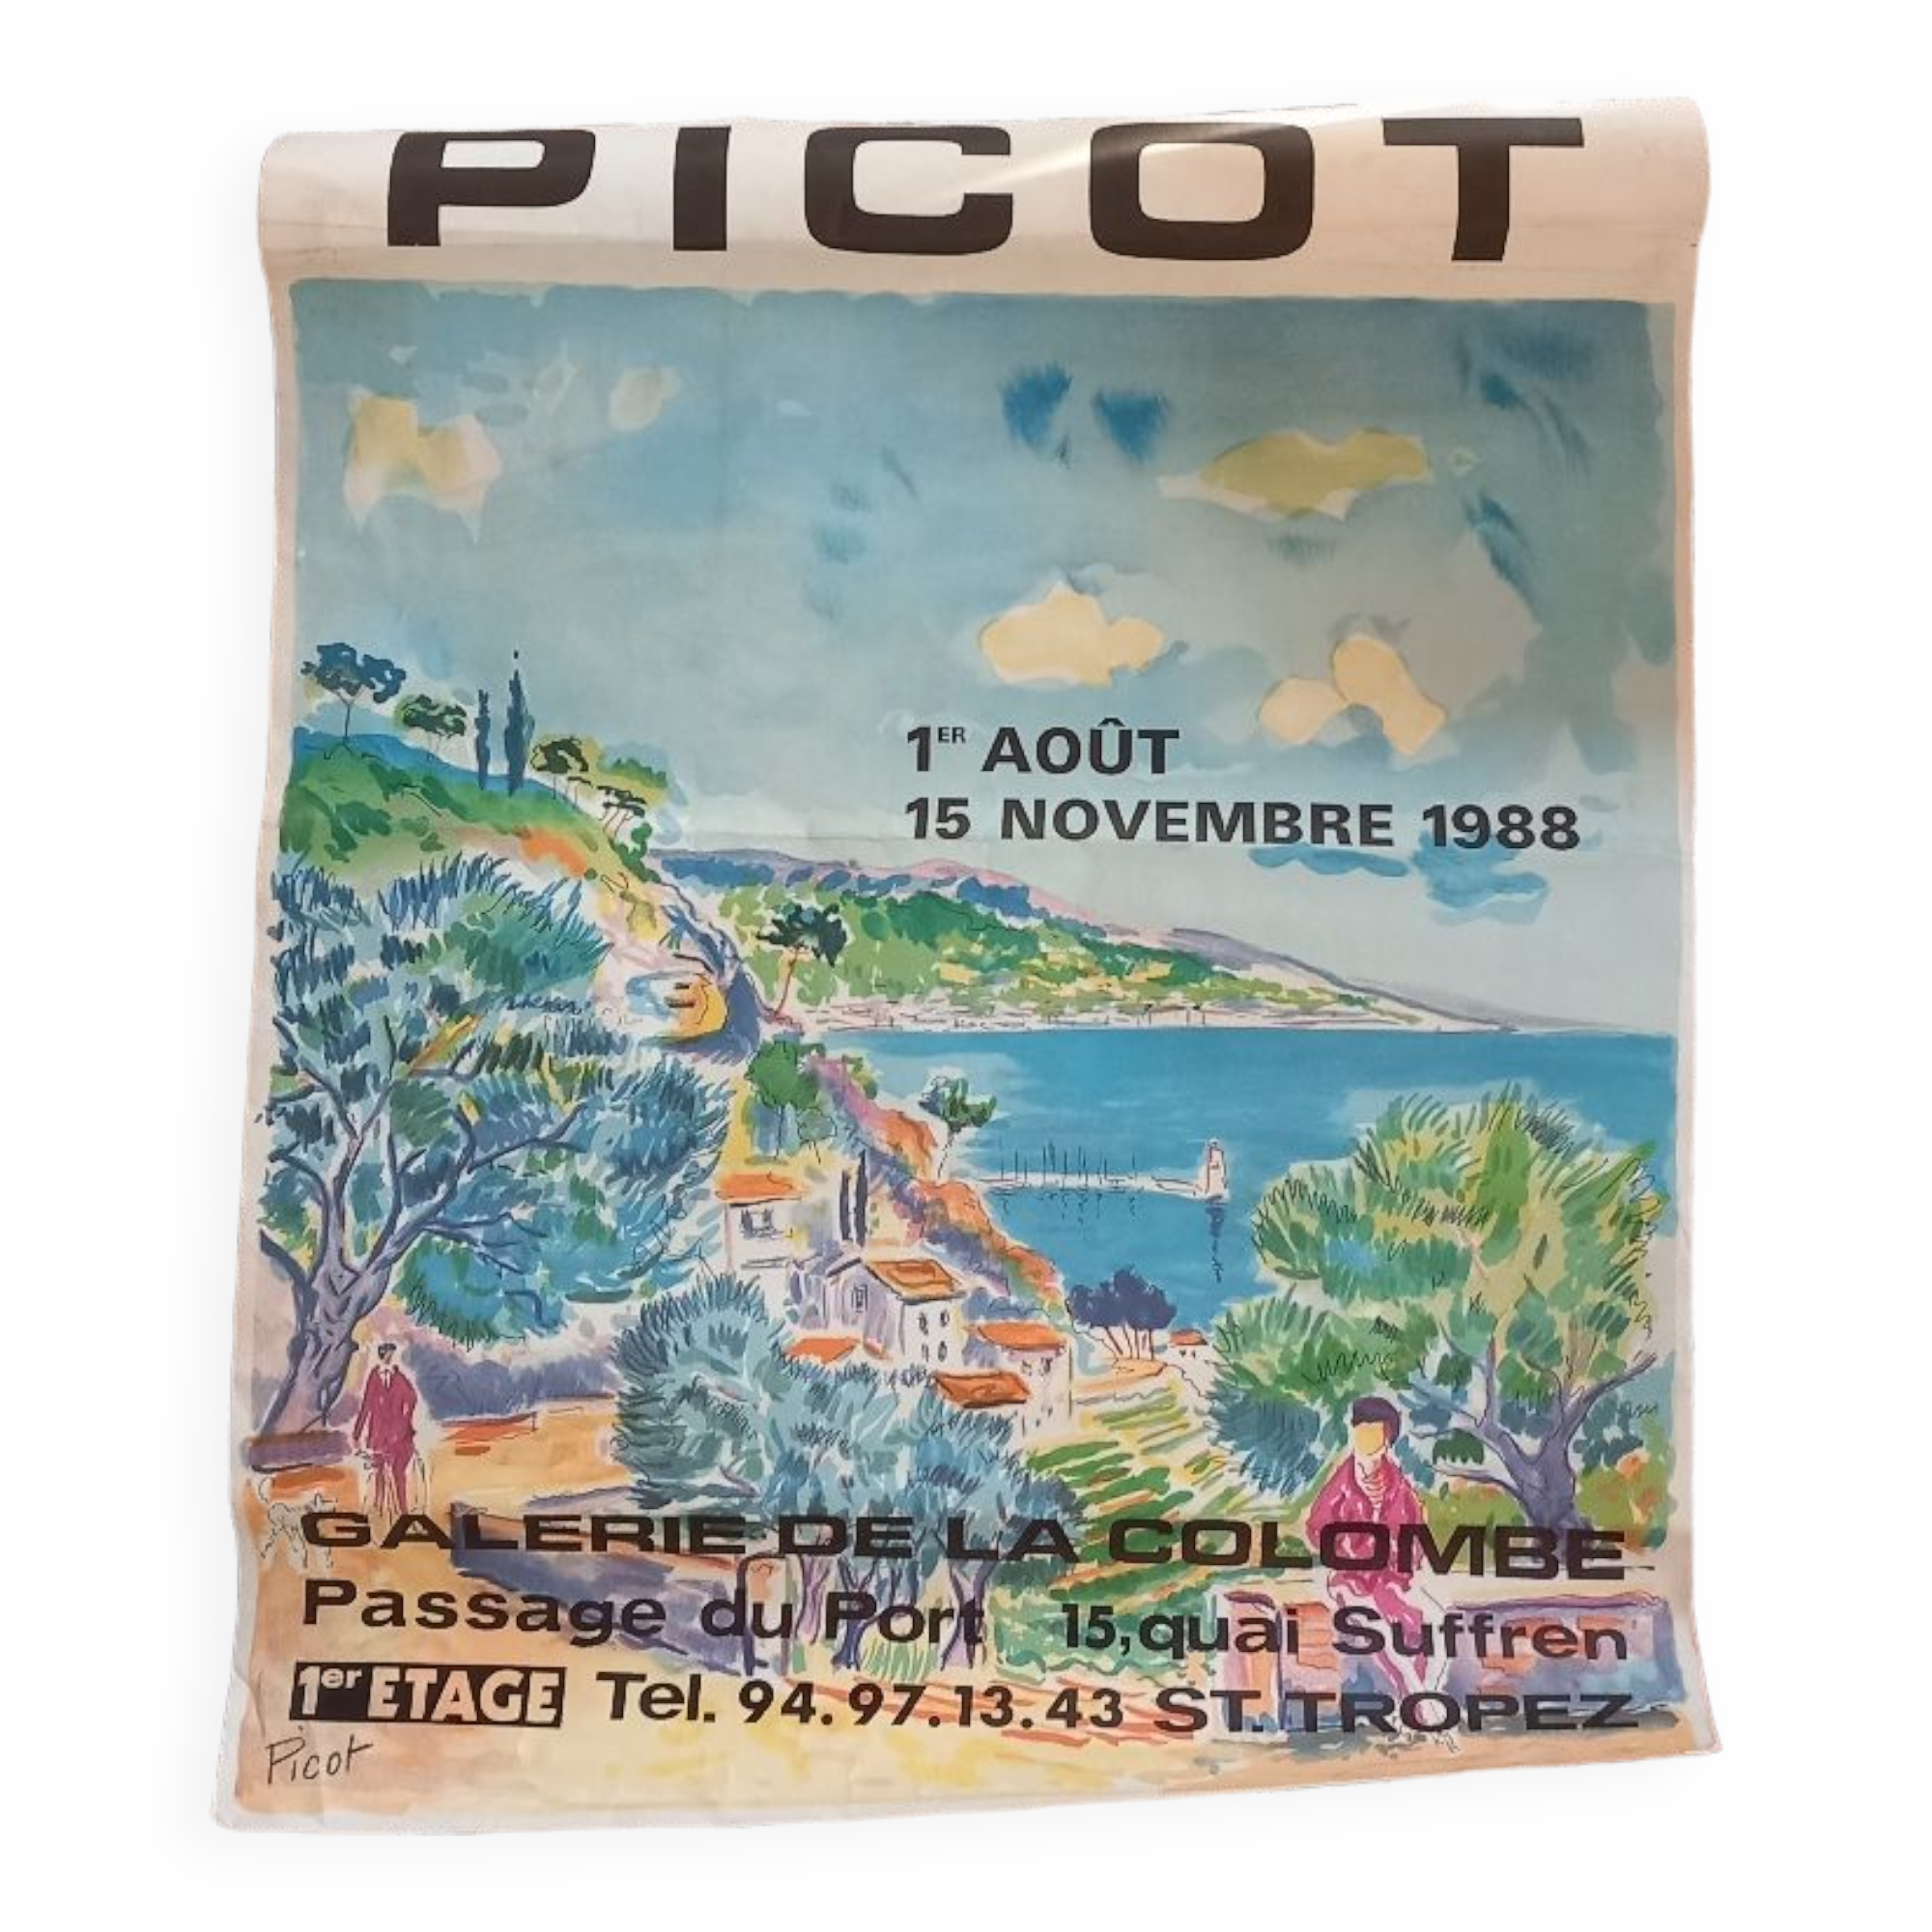 PICOT
1ER AOÛT
15 NOVEMBRE 1988
GALERIE DE LA COLOMBE
Passage du Port 15, quai Suffren
1er ETAGE Tel. 94.97.13.43 ST. TROPEZ
Picot